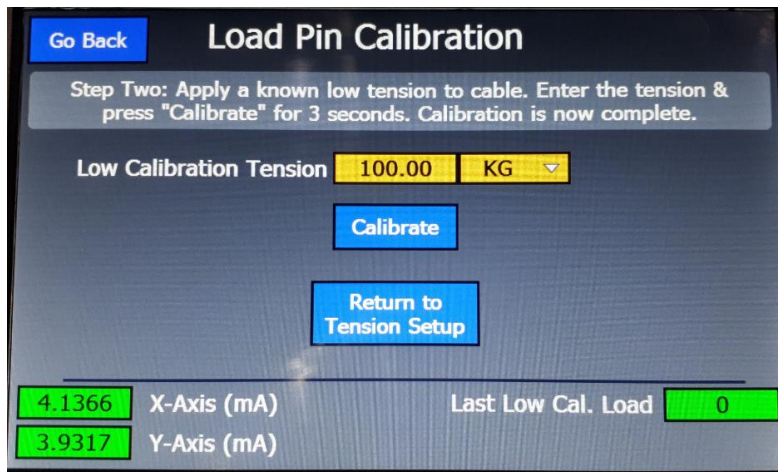 Go Back
Load Pin Calibration
Step Two: Apply a known low tension to cable. Enter the tension &
press "Calibrate" for 3 seconds. Calibration is now complete.
Low Calibration Tension 100.00 KG
Calibrate
Return to
Tension Setup
4.1366 X-Axis (mA) Last Low Cal. Load 0
3.9317 Y-Axis (mA)